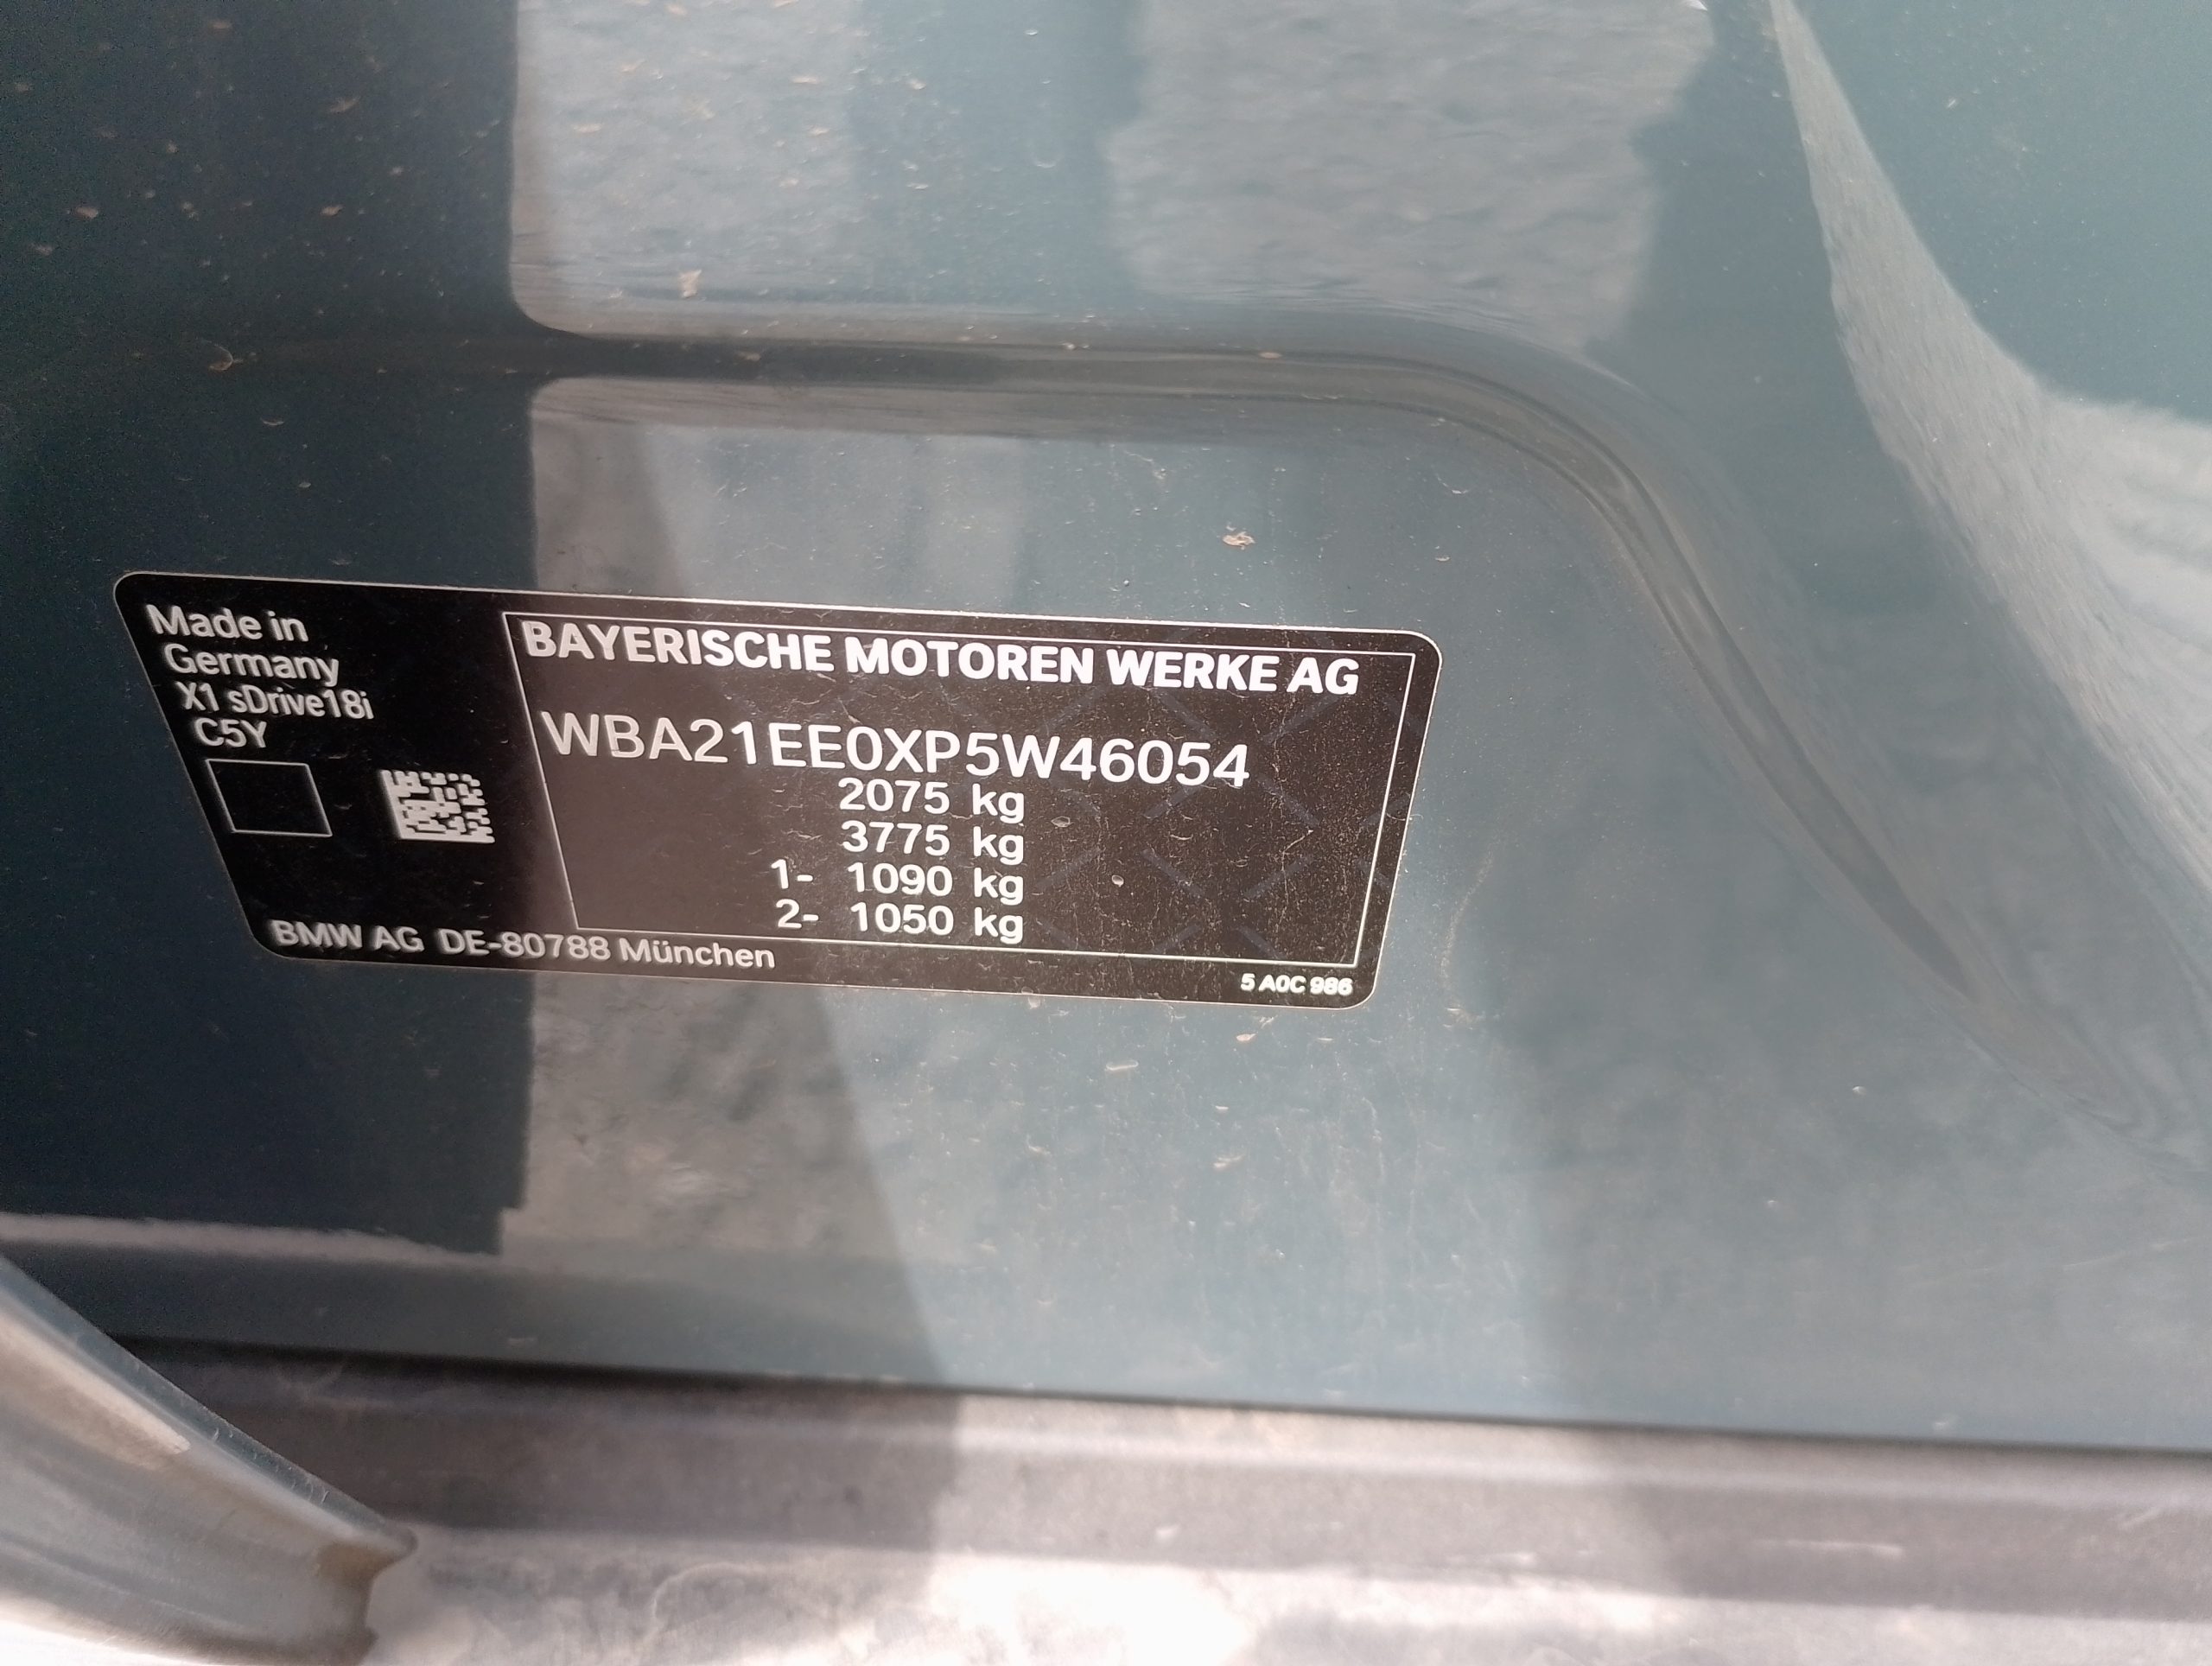 Made in
Germany
X1 sDrive18i
C5Y
BAYERISCHE MOTOREN WERKE AG
WBA21EE0XP5W46054
2075 kg
3775 kg
1- 1090 kg
2- 1050 kg
BMW AG DE-80788 München
5 A0C 986